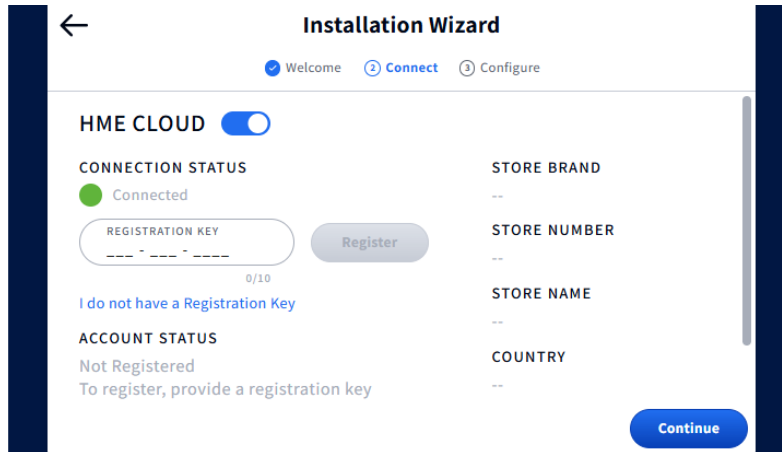 Installation Wizard
Welcome 2 Connect 3 Configure
HME CLOUD
CONNECTION STATUS
Connected
REGISTRATION KEY
___ - ___ - ____
Register
0/10
I do not have a Registration Key
ACCOUNT STATUS
Not Registered
To register, provide a registration key
STORE BRAND
--
STORE NUMBER
--
STORE NAME
--
COUNTRY
--
Continue